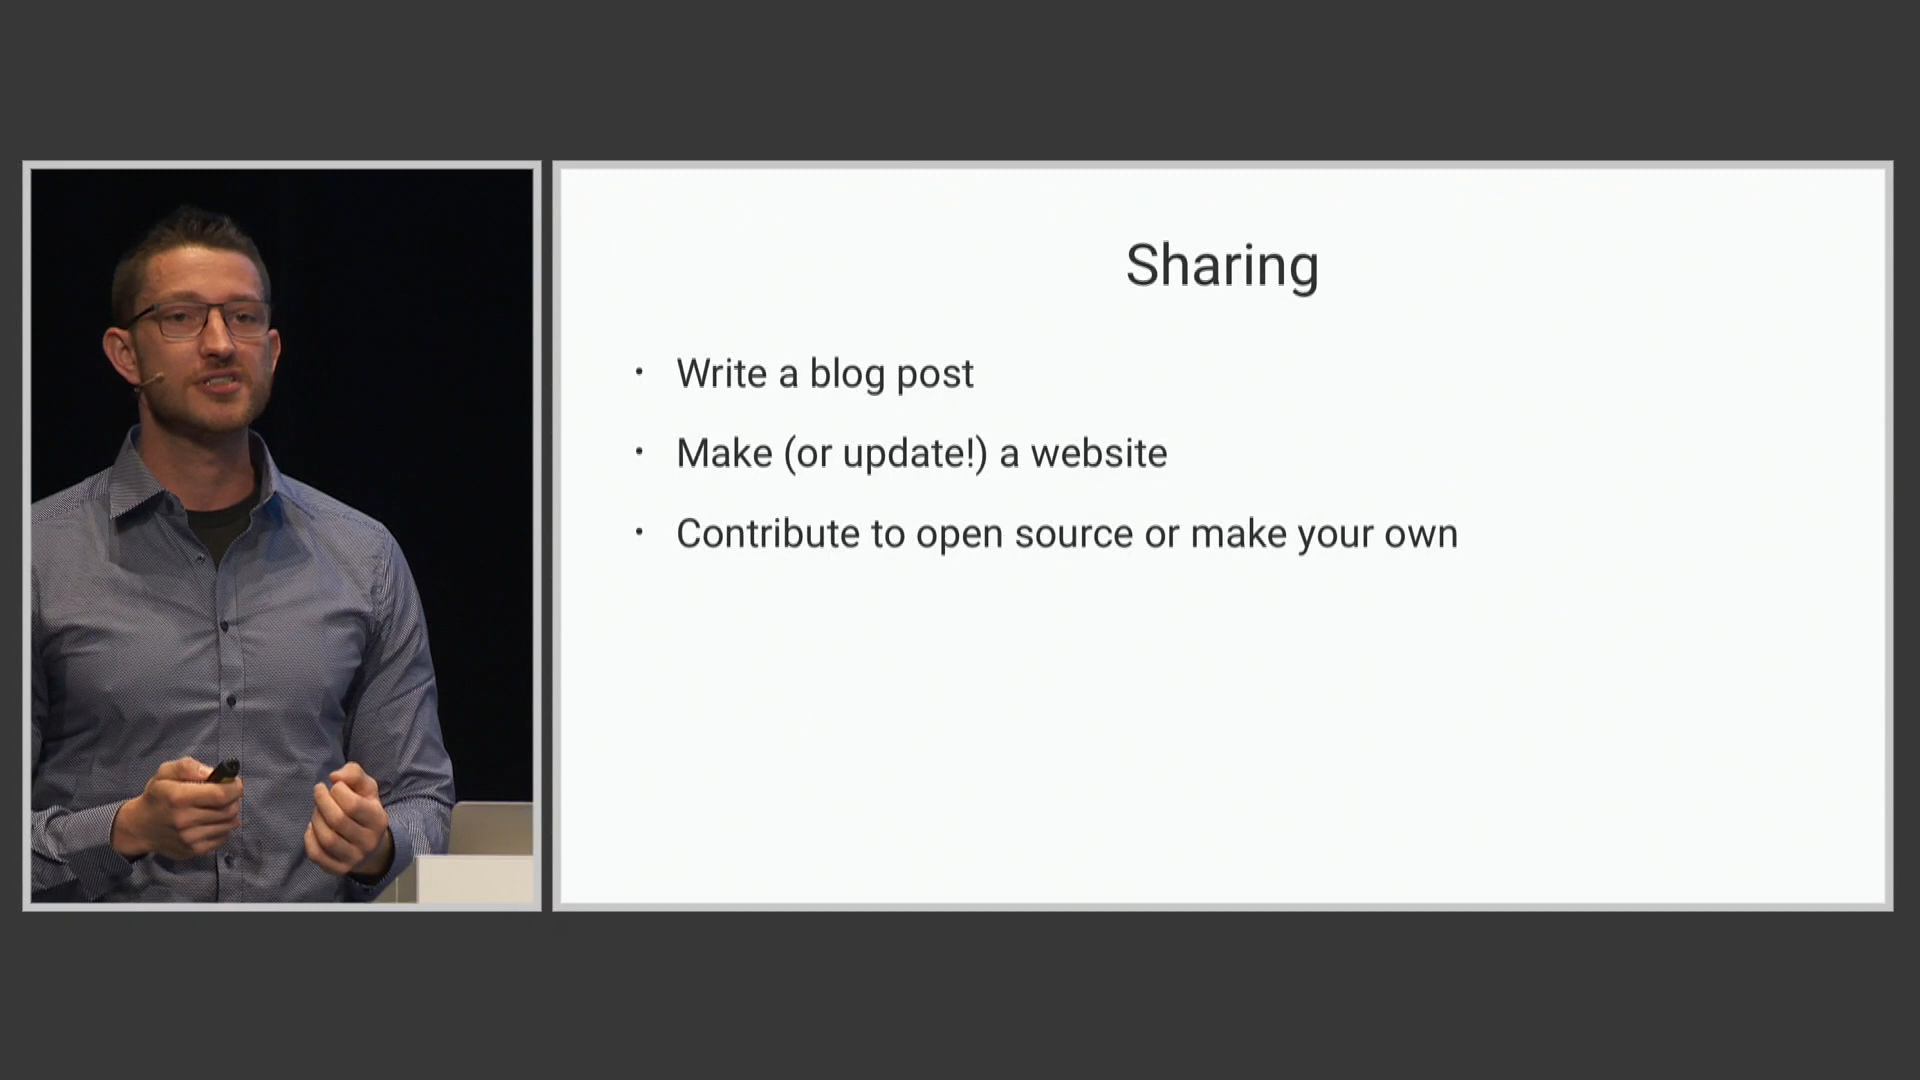 Sharing
• Write a blog post
• Make (or update!) a website
• Contribute to open source or make your own